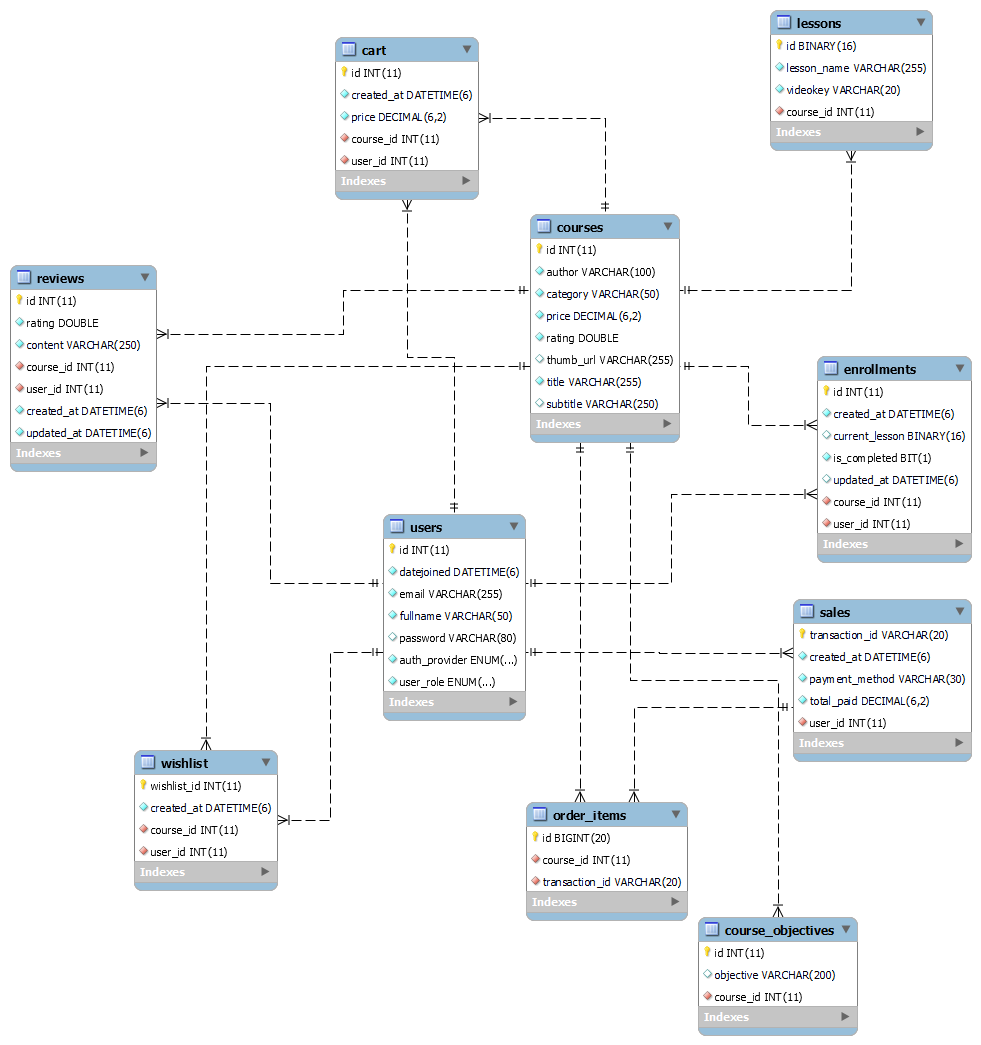 lessons
id BINARY(16)
lesson_name VARCHAR(255)
videokey VARCHAR(20)
course_id INT(11)
Indexes
cart
id INT(11)
created_at DATETIME(6)
price DECIMAL(6,2)
course_id INT(11)
user_id INT(11)
Indexes
courses
id INT(11)
author VARCHAR(100)
category VARCHAR(50)
price DECIMAL(6,2)
rating DOUBLE
thumb_url VARCHAR(255)
title VARCHAR(255)
subtitle VARCHAR(250)
Indexes
reviews
id INT(11)
rating DOUBLE
content VARCHAR(250)
course_id INT(11)
user_id INT(11)
created_at DATETIME(6)
updated_at DATETIME(6)
Indexes
enrollments
id INT(11)
created_at DATETIME(6)
current_lesson BINARY(16)
is_completed BIT(1)
updated_at DATETIME(6)
course_id INT(11)
user_id INT(11)
Indexes
users
id INT(11)
datejoined DATETIME(6)
email VARCHAR(255)
fullname VARCHAR(50)
password VARCHAR(80)
auth_provider ENUM(...)
user_role ENUM(...)
Indexes
sales
transaction_id VARCHAR(20)
created_at DATETIME(6)
payment_method VARCHAR(30)
total_paid DECIMAL(6,2)
user_id INT(11)
Indexes
wishlist
wishlist_id INT(11)
created_at DATETIME(6)
course_id INT(11)
user_id INT(11)
Indexes
order_items
id BIGINT(20)
course_id INT(11)
transaction_id VARCHAR(20)
Indexes
course_objectives
id INT(11)
objective VARCHAR(200)
course_id INT(11)
Indexes